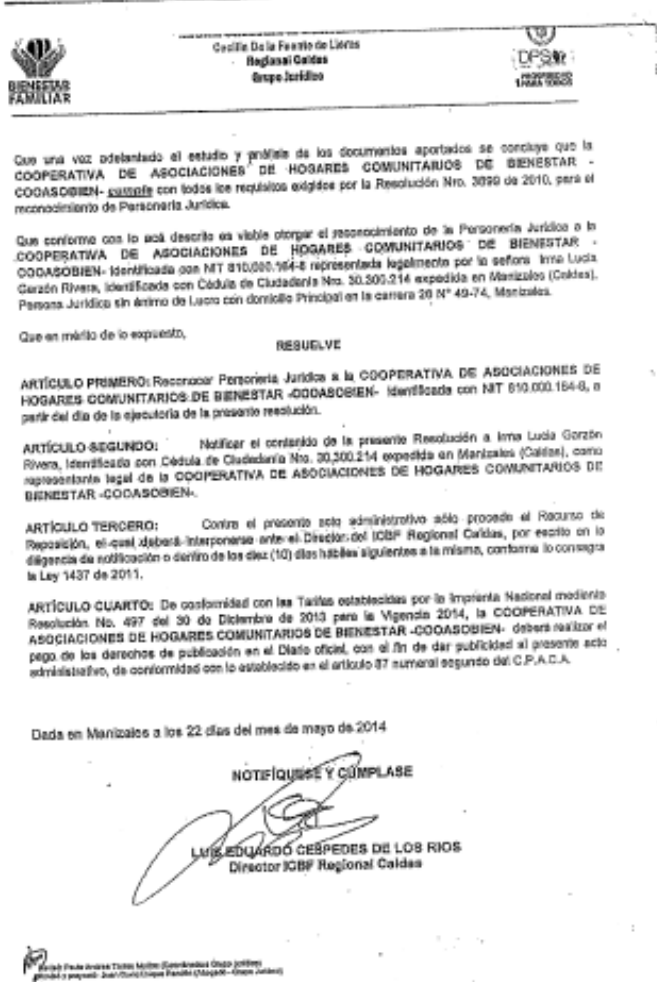 Cecilia De la Fuente de Lleras
Regional Caldas
Grupo Jurídico
BIENESTAR
FAMILIAR
DPS
PROSPERIDAD
PARA TODOS
Que una vez adelantado el estudio y análisis de los documentos aportados se concluye que la
COOPERATIVA DE ASOCIACIONES DE HOGARES COMUNITARIOS DE BIENESTAR -
COOASOBIEN- cumple con todos los requisitos exigidos por la Resolución Nro. 3899 de 2010, para el
reconocimiento de Personería Jurídica.
Que conforme con lo acá descrito es viable otorgar el reconocimiento de la Personería Jurídica a la
COOPERATIVA DE ASOCIACIONES DE HOGARES COMUNITARIOS DE BIENESTAR -
COOASOBIEN- Identificada con NIT 810.000.164-8 representada legalmente por la señora Irma Lucia
Garzón Rivera, identificada con Cédula de Ciudadanía Nro. 30.300.214 expedida en Manizales (Caldas),
Persona Jurídica sin ánimo de Lucro con domicilio Principal en la carrera 26 N° 49-74, Manizales.
Que en mérito de lo expuesto,
RESUELVE
ARTÍCULO PRIMERO: Reconocer Personería Jurídica a la COOPERATIVA DE ASOCIACIONES DE
HOGARES COMUNITARIOS DE BIENESTAR -COOASOBIEN- Identificada con NIT 810.000.164-8, a
partir del día de la ejecutoria de la presente resolución.
ARTÍCULO SEGUNDO: Notificar el contenido de la presente Resolución a Irma Lucia Garzón
Rivera, Identificada con Cédula de Ciudadanía Nro. 30.300.214 expedida en Manizales (Caldas), como
representante legal de la COOPERATIVA DE ASOCIACIONES DE HOGARES COMUNITARIOS DE
BIENESTAR -COOASOBIEN-.
ARTÍCULO TERCERO: Contra el presente acto administrativo sólo procede el Recurso de
Reposición, el cual deberá interponerse ante el Director del ICBF Regional Caldas, por escrito en la
diligencia de notificación o dentro de los diez (10) días hábiles siguientes a la misma, conforme lo consagra
la Ley 1437 de 2011.
ARTÍCULO CUARTO: De conformidad con las Tarifas establecidas por la Imprenta Nacional mediante
Resolución No. 497 del 30 de Diciembre de 2013 para la Vigencia 2014, la COOPERATIVA DE
ASOCIACIONES DE HOGARES COMUNITARIOS DE BIENESTAR -COOASOBIEN- deberá realizar el
pago de los derechos de publicación en el Diario oficial, con el fin de dar publicidad al presente acto
administrativo, de conformidad con lo establecido en el artículo 87 numeral segundo del C.P.A.C.A.
Dada en Manizales a los 22 días del mes de mayo de 2014
NOTIFÍQUESE Y CÚMPLASE
LUIS EDUARDO CESPEDES DE LOS RIOS
Director ICBF Regional Caldas